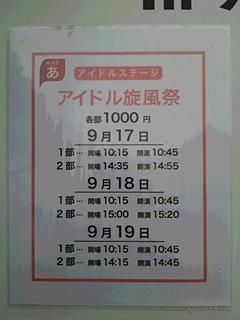 MAP
あ
アイドルステージ
アイドル旋風祭
各部1000円
9月17日
1部… 開場 10:15 開演 10:45
2部… 開場 14:35 開演 14:55
9月18日
1部… 開場 10:15 開演 10:45
2部… 開場 15:00 開演 15:20
9月19日
1部… 開場 10:15 開演 10:45
2部… 開場 14:15 開演 14:45